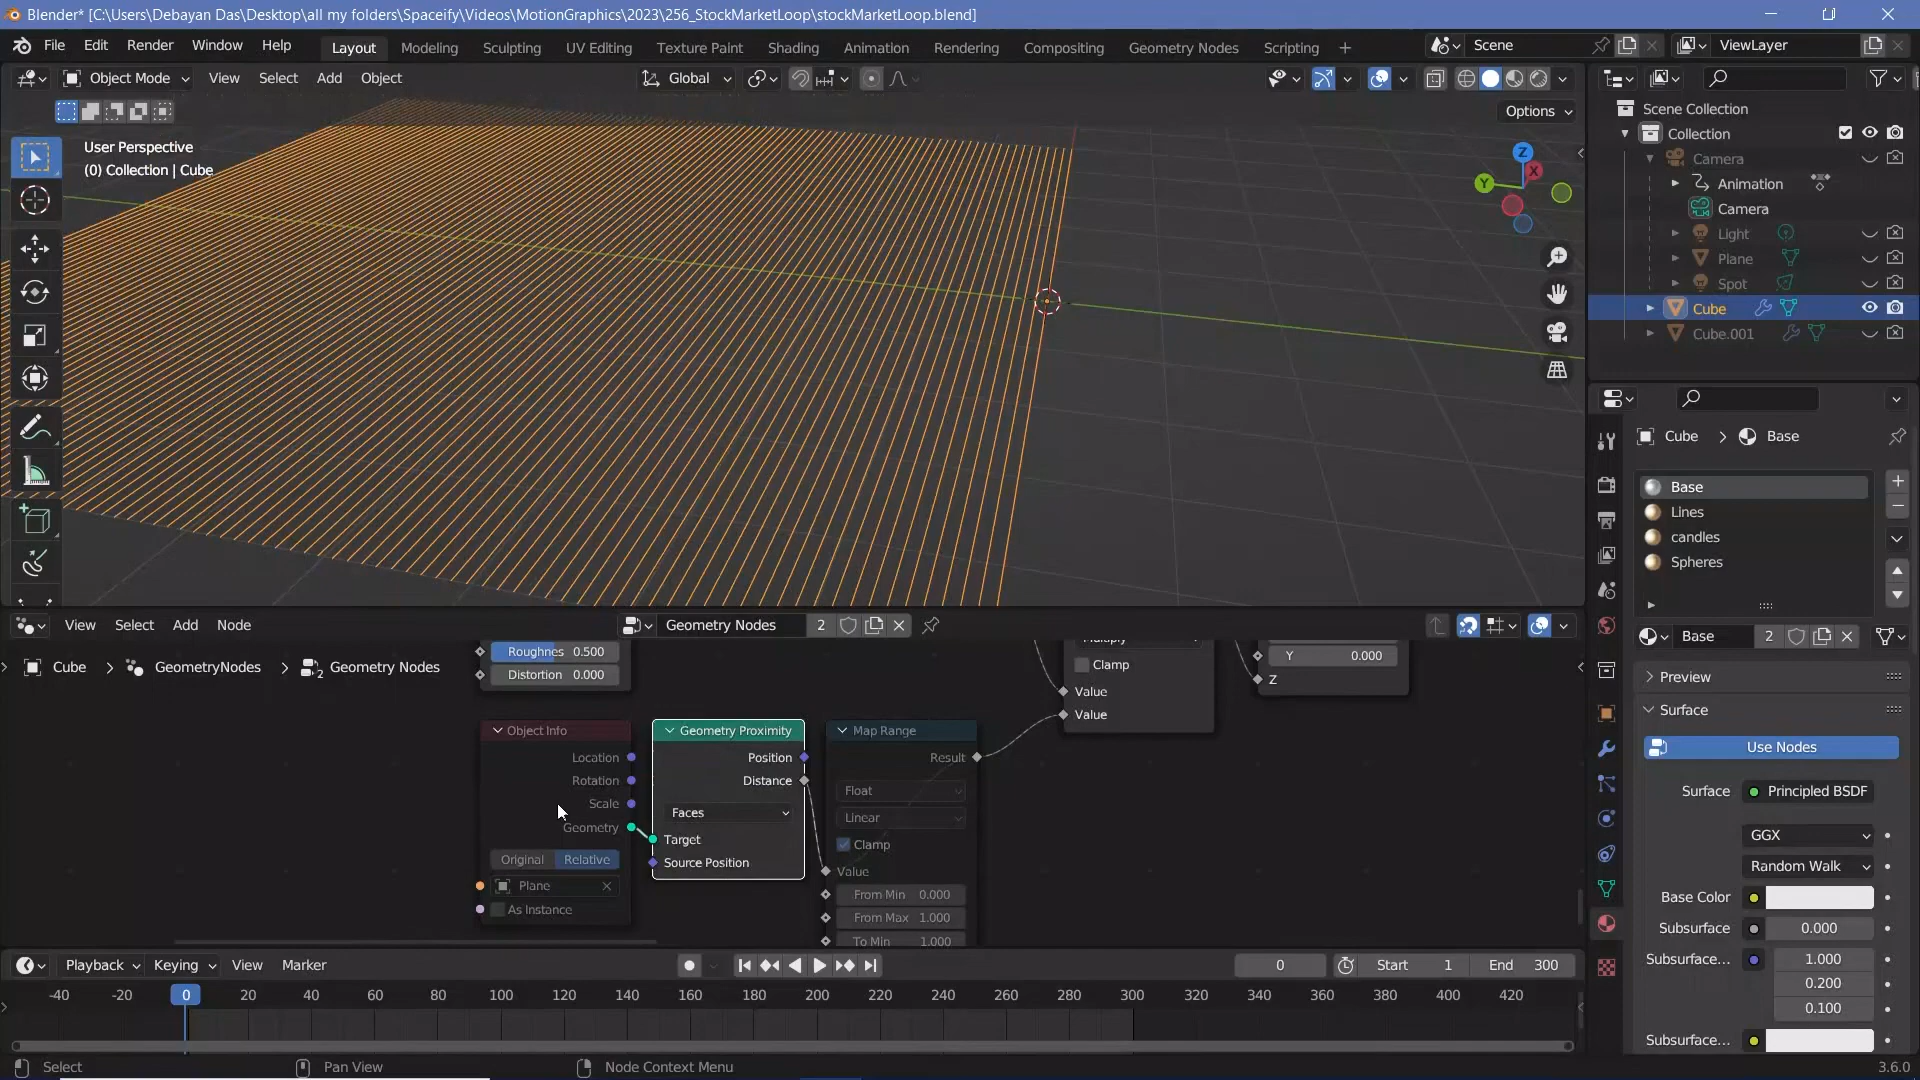 Blender* [C:\Users\Debayan Das\Desktop\all my folders\Spaceify\Videos\MotionGraphics\2023\256_StockMarketLoop\stockMarketLoop.blend]
File Edit Render Window Help Layout Modeling Sculpting UV Editing Texture Paint Shading Animation Rendering Compositing Geometry Nodes Scripting + Scene ViewLayer
Object Mode View Select Add Object Global
Options
User Perspective
(0) Collection | Cube
Z
X
Y
Scene Collection
Collection
Camera
Animation
Camera
Light
Plane
Spot
Cube
Cube.001
Cube > Base
Base
Lines
candles
Spheres
Base 2
Preview
Surface
Use Nodes
Surface Principled BSDF
GGX
Random Walk
Base Color
Subsurface 0.000
Subsurface... 1.000
0.200
0.100
Subsurface...
View Select Add Node Geometry Nodes 2
Cube > GeometryNodes > Geometry Nodes
2
Roughnes 0.500
Distortion 0.000
Object Info
Location
Rotation
Scale
Geometry
Original Relative
Plane
As Instance
Geometry Proximity
Position
Distance
Faces
Target
Source Position
Map Range
Result
Float
Linear
Clamp
Value
From Min 0.000
From Max 1.000
To Min 1.000
Multiply
Clamp
Value
Value
Y 0.000
Z
Playback Keying View Marker 0 Start 1 End 300
-40 -20 0 20 40 60 80 100 120 140 160 180 200 220 240 260 280 300 320 340 360 380 400 420
Select Pan View Node Context Menu 3.6.0